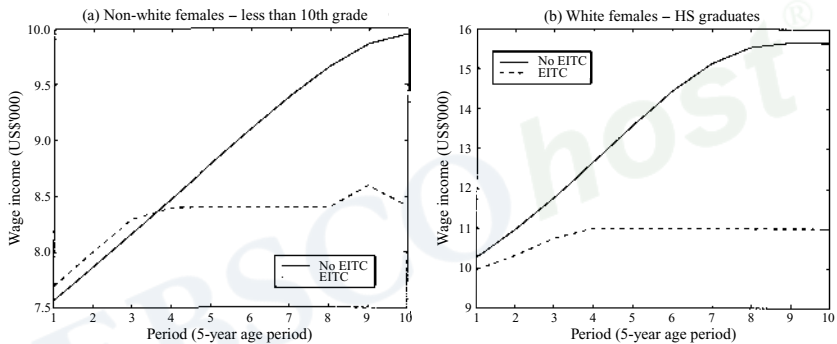 (a) Non-white females – less than 10th grade
10.0
9.5
9.0
8.5
8.0
7.5
Wage income (US$'000)
No EITC
EITC
1 2 3 4 5 6 7 8 9 10
Period (5-year age period)
(b) White females – HS graduates
16
15
14
13
12
11
10
9
Wage income (US$'000)
No EITC
EITC
1 2 3 4 5 6 7 8 9 10
Period (5-year age period)
EBSCOhost®